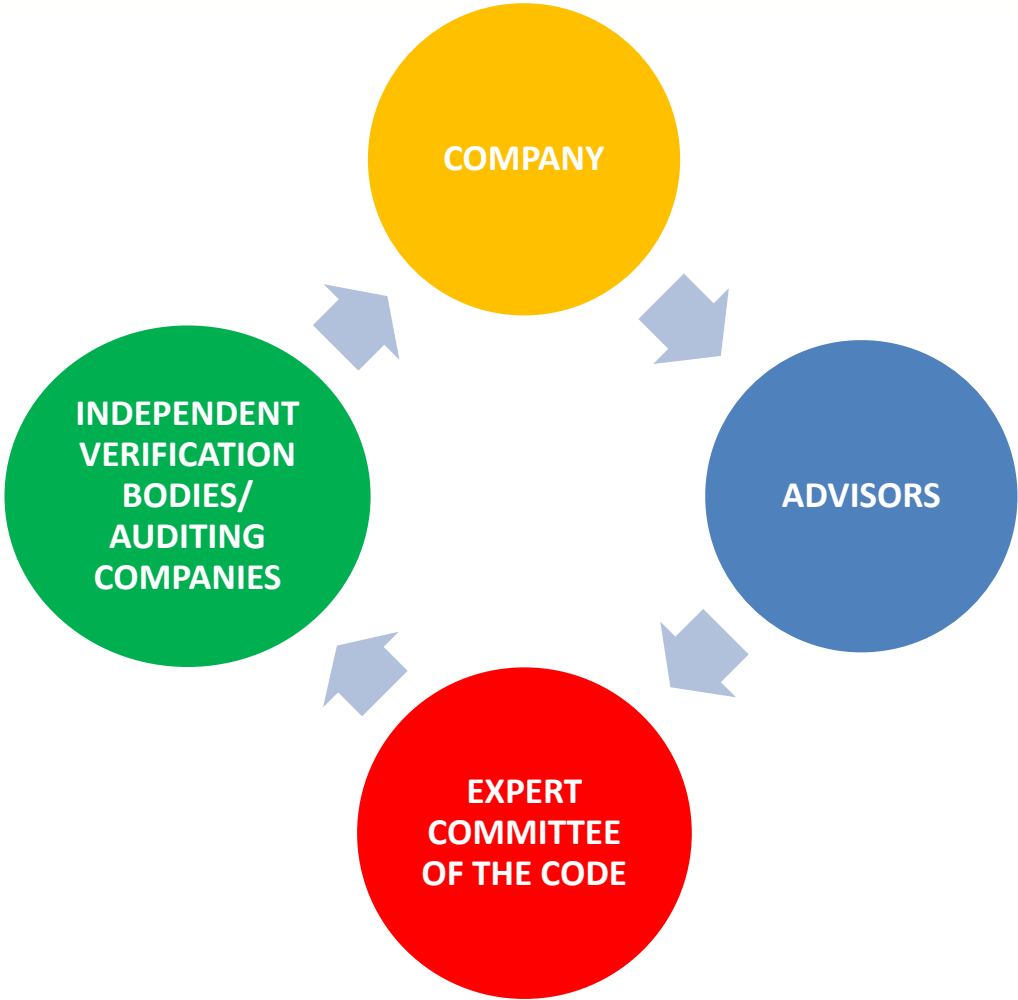 COMPANY
ADVISORS
EXPERT
COMMITTEE
OF THE CODE
INDEPENDENT
VERIFICATION
BODIES/
AUDITING
COMPANIES